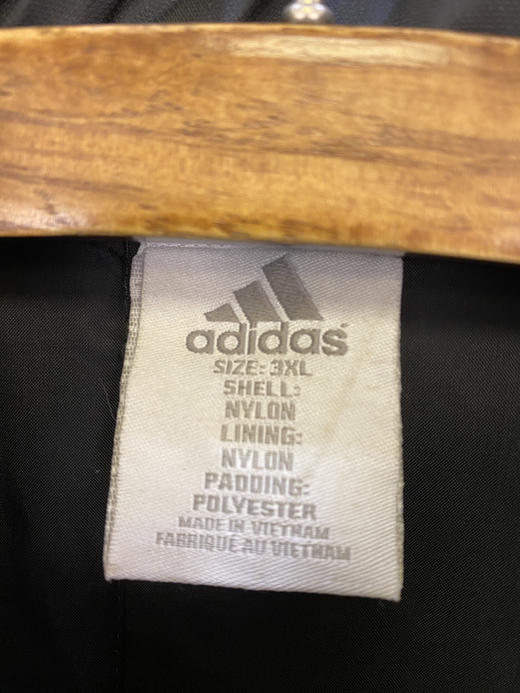 adidas
SIZE: 3XL
SHELL:
NYLON
LINING:
NYLON
PADDING:
POLYESTER
MADE IN VIETNAM
FABRIQUÉ AU VIETNAM